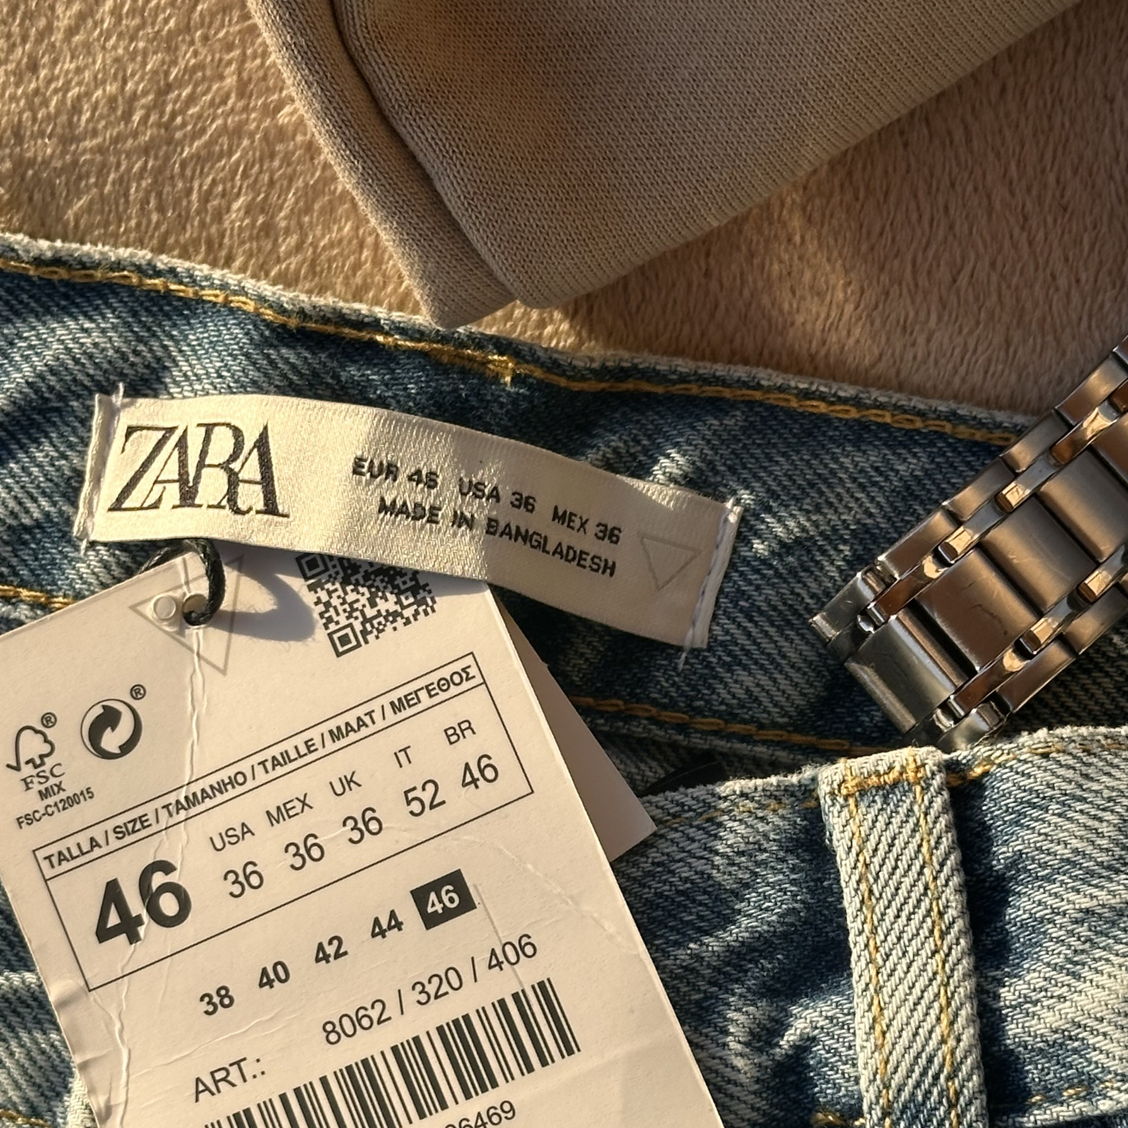 ZARA
EUR 46 USA 36 MEX 36
MADE IN BANGLADESH
®
®
FSC
MIX
FSC-C120015
TALLA / SIZE / TAMANHO / TAILLE / MAAT / ΜΕΓΕΘΟΣ
USA MEX UK IT BR
46 36 36 36 52 46
38 40 42 44 46
8062 / 320 / 406
ART.: